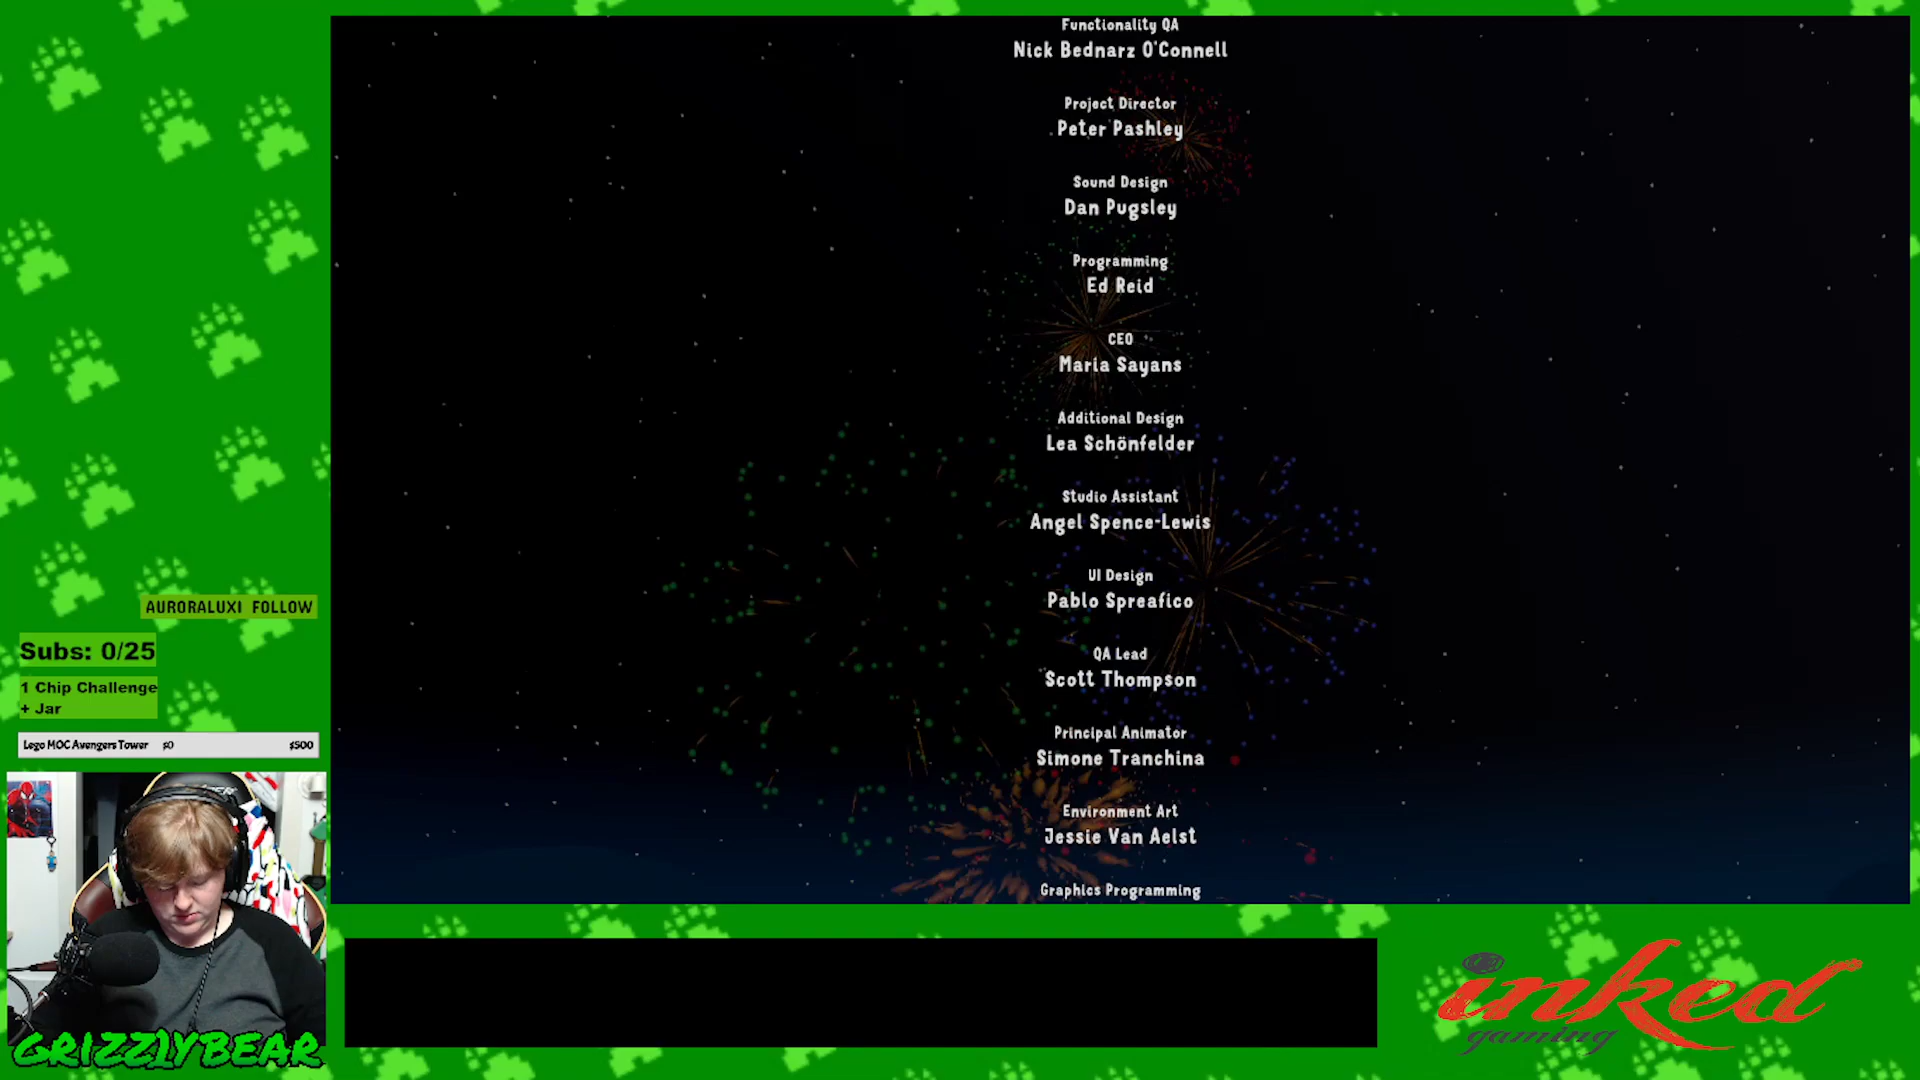 Functionality QA
Nick Bednarz O'Connell
Project Director
Peter Pashley
Sound Design
Dan Pugsley
Programming
Ed Reid
CEO
Maria Sayans
Additional Design
Lea Schönfelder
Studio Assistant
Angel Spence-Lewis
UI Design
Pablo Spreafico
QA Lead
Scott Thompson
Principal Animator
Simone Tranchina
Environment Art
Jessie Van Aelst
Graphics Programming
AURORALUXI FOLLOW
Subs: 0/25
1 Chip Challenge
+ Jar
Lego MOC Avengers Tower $0 $500
GRIZZ1YBEAR
inked
gaming